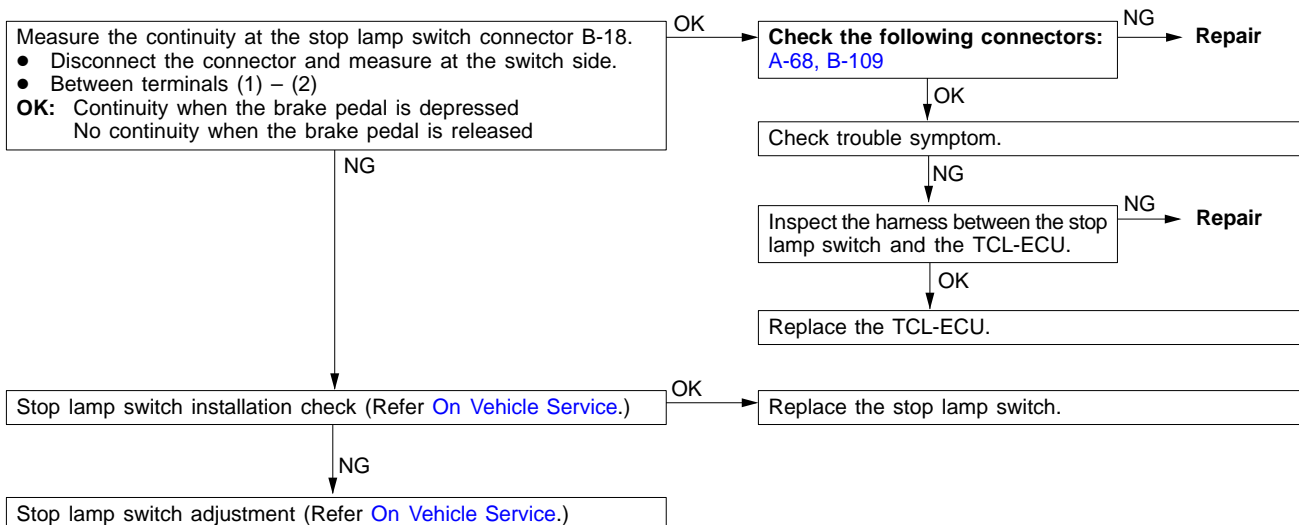 Measure the continuity at the stop lamp switch connector B-18.
● Disconnect the connector and measure at the switch side.
● Between terminals (1) – (2)
OK: Continuity when the brake pedal is depressed
No continuity when the brake pedal is released
OK
Check the following connectors:
A-68, B-109
NG
Repair
OK
Check trouble symptom.
NG
NG
Inspect the harness between the stop
lamp switch and the TCL-ECU.
NG
Repair
OK
Replace the TCL-ECU.
Stop lamp switch installation check (Refer On Vehicle Service.)
OK
Replace the stop lamp switch.
NG
Stop lamp switch adjustment (Refer On Vehicle Service.)